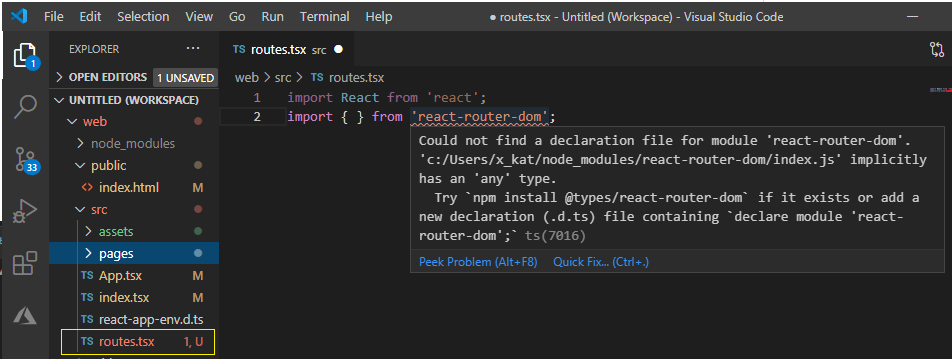 File Edit Selection View Go Run Terminal Help ● routes.tsx - Untitled (Workspace) - Visual Studio Code
EXPLORER ...
TS routes.tsx src ●
1
OPEN EDITORS 1 UNSAVED
web > src > TS routes.tsx
UNTITLED (WORKSPACE)
1 import React from 'react';
web
2 import { } from 'react-router-dom';
node_modules
Could not find a declaration file for module 'react-router-dom'.
'c:/Users/x_kat/node_modules/react-router-dom/index.js' implicitly
has an 'any' type.
Try `npm install @types/react-router-dom` if it exists or add a
new declaration (.d.ts) file containing `declare module 'react-
router-dom';` ts(7016)
Peek Problem (Alt+F8) Quick Fix... (Ctrl+.)
public
33
<> index.html M
src
assets
pages
TS App.tsx M
TS index.tsx M
TS react-app-env.d.ts
TS routes.tsx 1, U